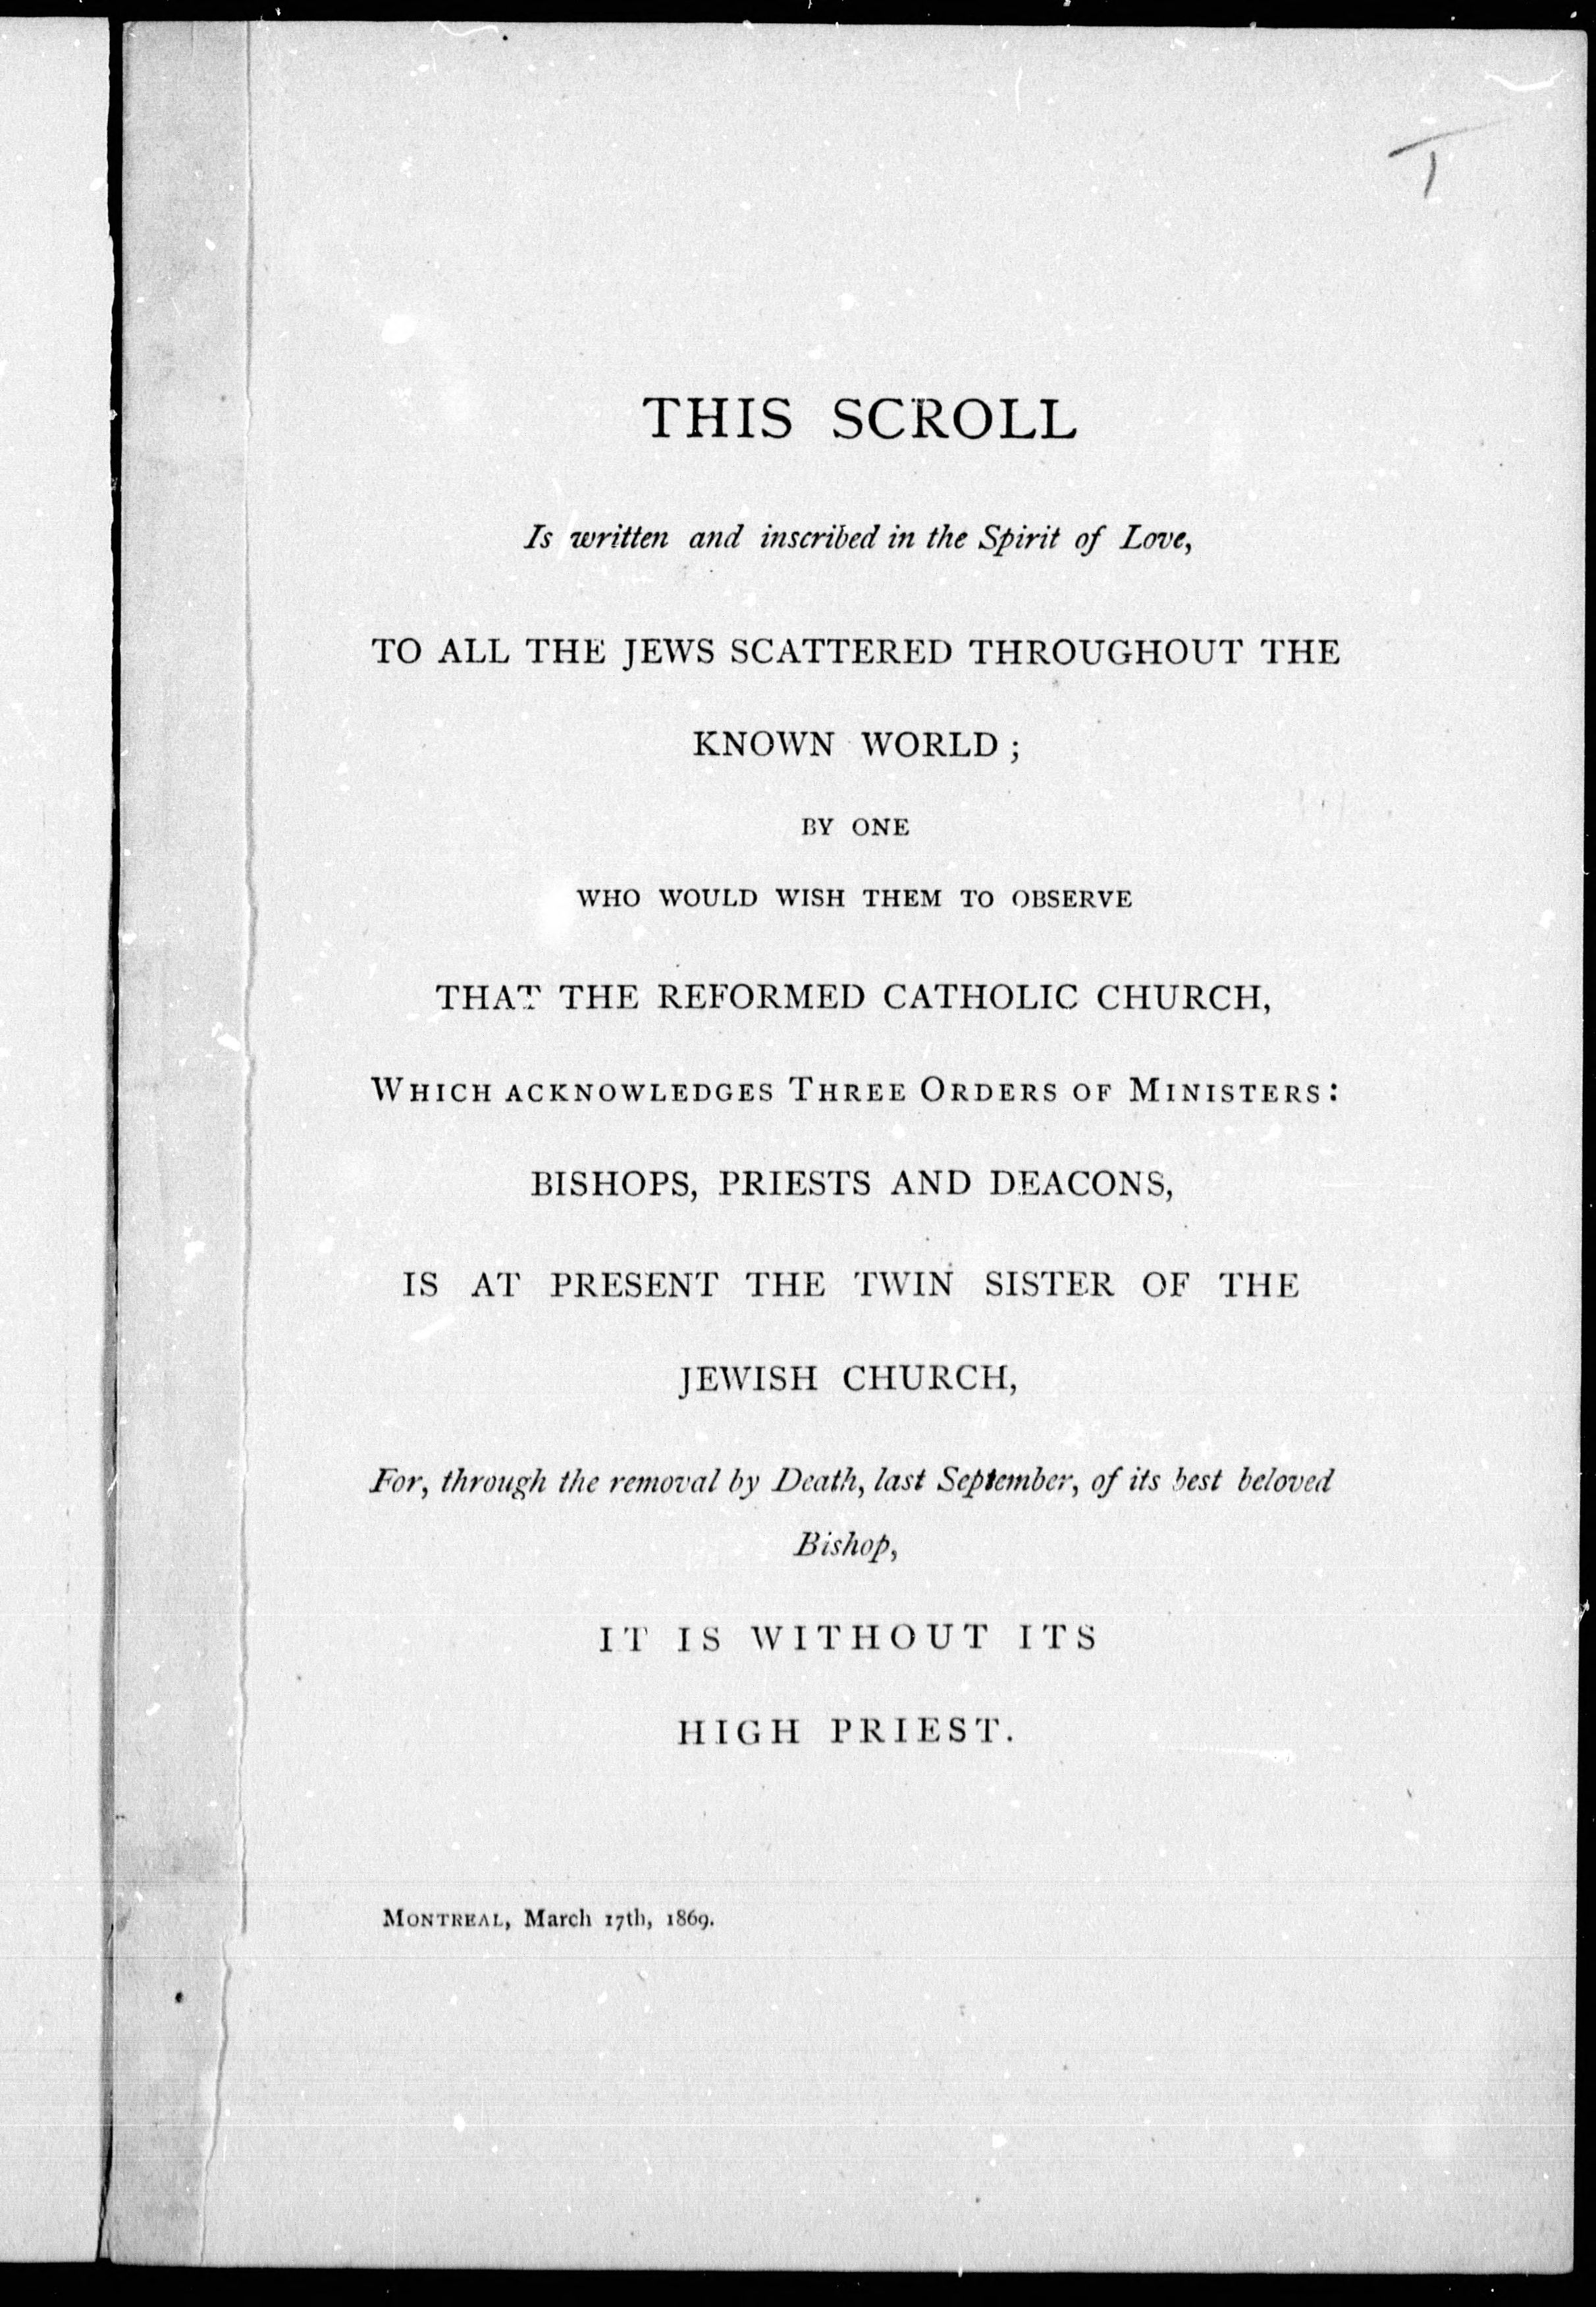 THIS SCROLL
Is written and inscribed in the Spirit of Love,
TO ALL THE JEWS SCATTERED THROUGHOUT THE
KNOWN WORLD ;
BY ONE
WHO WOULD WISH THEM TO OBSERVE
THAT THE REFORMED CATHOLIC CHURCH,
WHICH ACKNOWLEDGES THREE ORDERS OF MINISTERS:
BISHOPS, PRIESTS AND DEACONS,
IS AT PRESENT THE TWIN SISTER OF THE
JEWISH CHURCH,
For, through the removal by Death, last September, of its best beloved
Bishop,
IT IS WITHOUT ITS
HIGH PRIEST.
MONTREAL, March 17th, 1869.